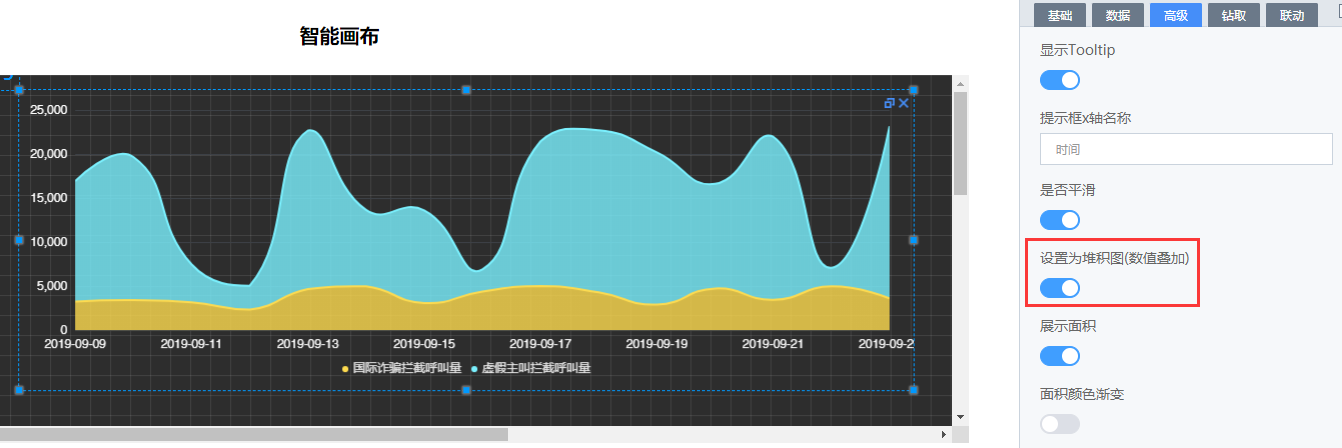 智能画布
25,000
20,000
15,000
10,000
5,000
0
2019-09-09 2019-09-11 2019-09-13 2019-09-15 2019-09-17 2019-09-19 2019-09-21 2019-09-2
国际诈骗拦截呼叫量 虚假主叫拦截呼叫量
基础 数据 高级 钻取 联动
显示Tooltip
提示框x轴名称
时间
是否平滑
设置为堆积图(数值叠加)
展示面积
面积颜色渐变